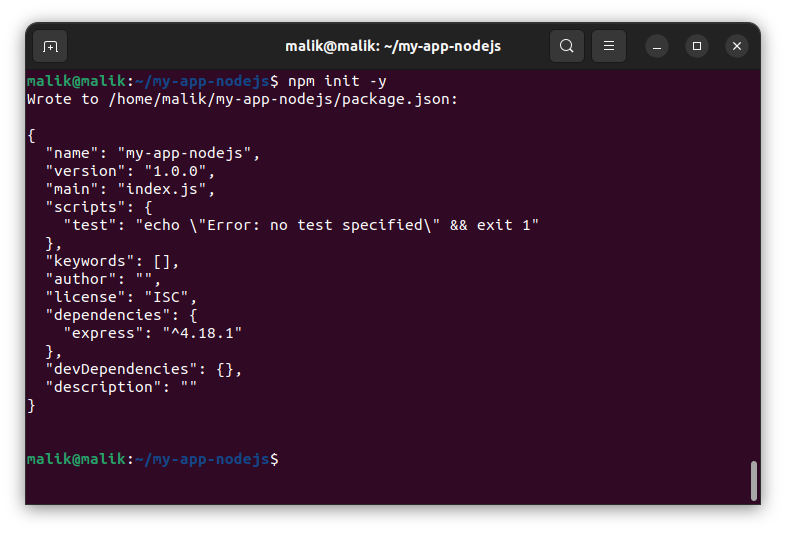 malik@malik: ~/my-app-nodejs
malik@malik:~/my-app-nodejs$ npm init -y
Wrote to /home/malik/my-app-nodejs/package.json:

{
  "name": "my-app-nodejs",
  "version": "1.0.0",
  "main": "index.js",
  "scripts": {
    "test": "echo \"Error: no test specified\" && exit 1"
  },
  "keywords": [],
  "author": "",
  "license": "ISC",
  "dependencies": {
    "express": "^4.18.1"
  },
  "devDependencies": {},
  "description": ""
}

malik@malik:~/my-app-nodejs$